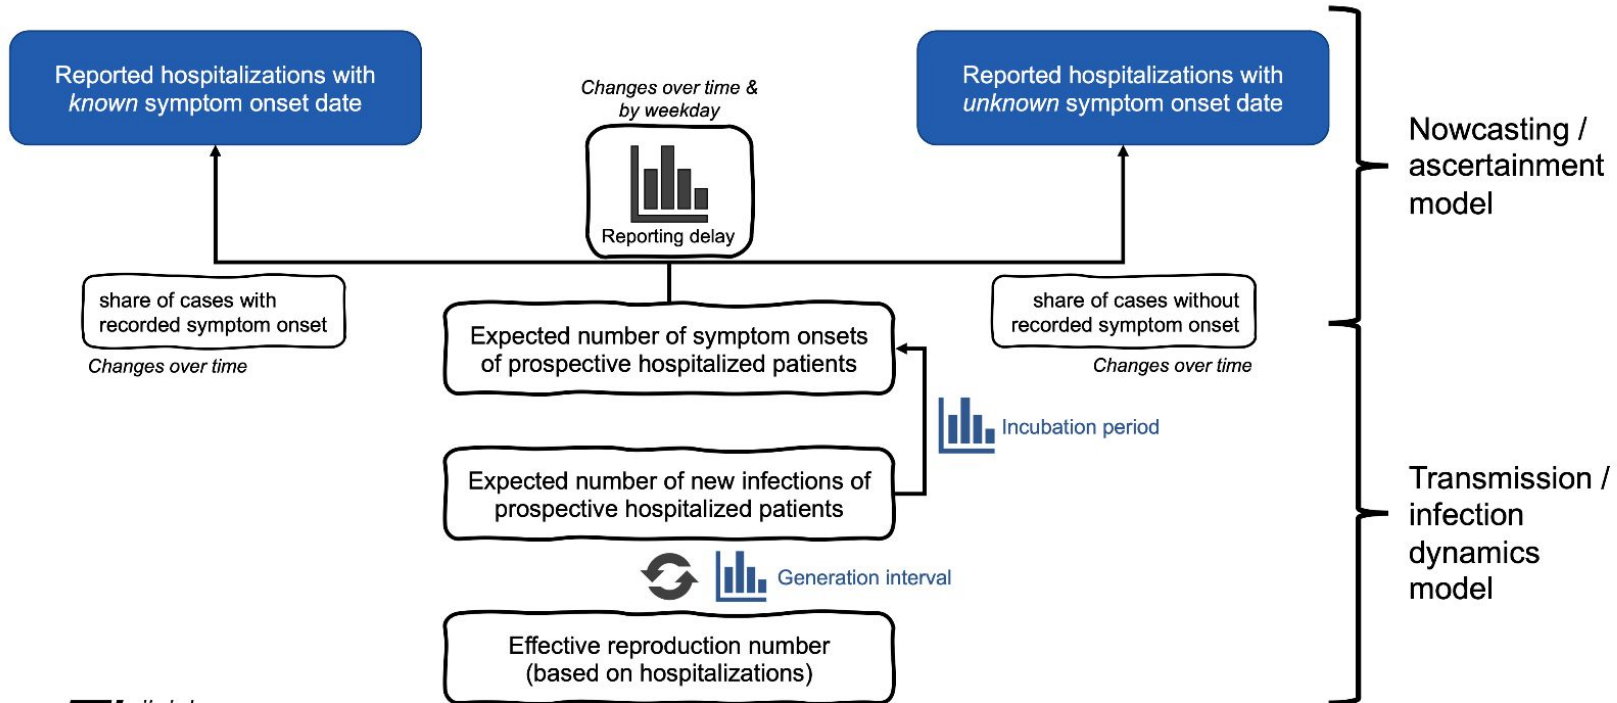 Reported hospitalizations with
known symptom onset date
Changes over time &
by weekday
Reporting delay
Reported hospitalizations with
unknown symptom onset date
Nowcasting /
ascertainment
model
share of cases with
recorded symptom onset
Changes over time
Expected number of symptom onsets
of prospective hospitalized patients
share of cases without
recorded symptom onset
Changes over time
Incubation period
Expected number of new infections of
prospective hospitalized patients
Transmission /
infection
dynamics
model
Generation interval
Effective reproduction number
(based on hospitalizations)